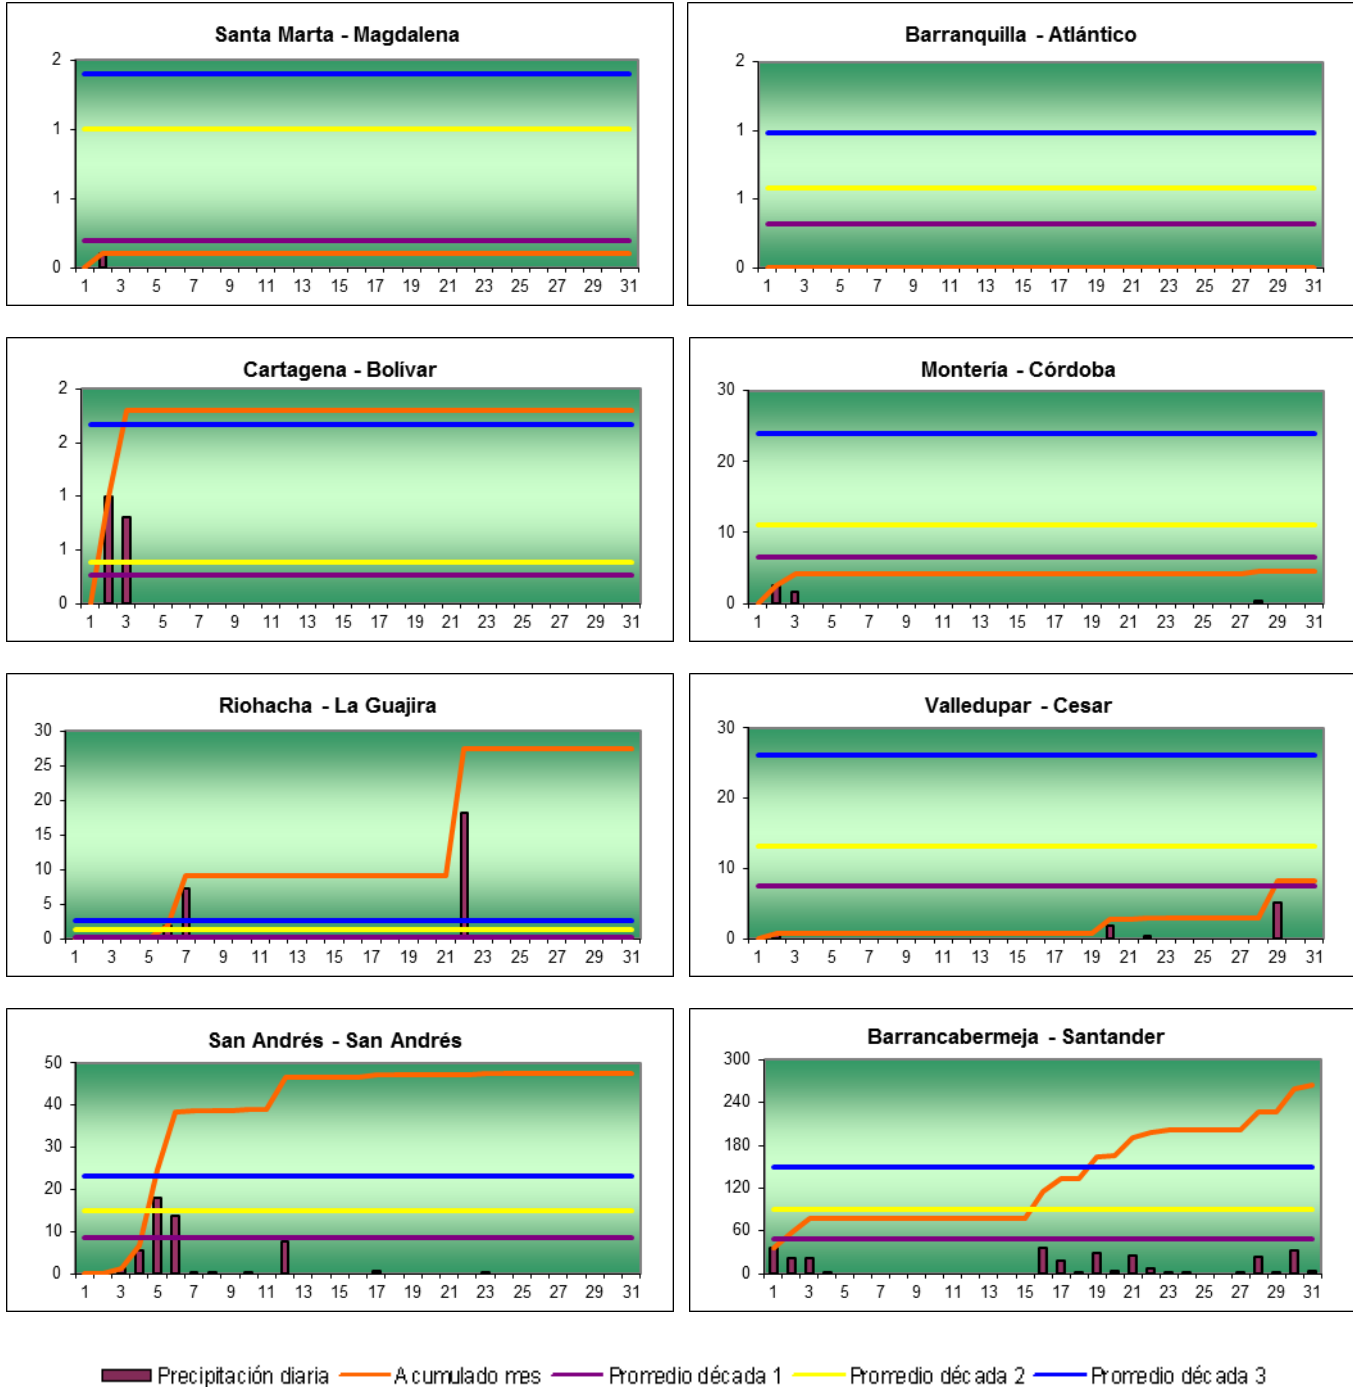 Santa Marta - Magdalena
2
1
1
0
1 3 5 7 9 11 13 15 17 19 21 23 25 27 29 31
Barranquilla - Atlántico
2
1
1
0
1 3 5 7 9 11 13 15 17 19 21 23 25 27 29 31
Cartagena - Bolívar
2
2
1
1
0
1 3 5 7 9 11 13 15 17 19 21 23 25 27 29 31
Montería - Córdoba
30
20
10
0
1 3 5 7 9 11 13 15 17 19 21 23 25 27 29 31
Riohacha - La Guajira
30
25
20
15
10
5
0
1 3 5 7 9 11 13 15 17 19 21 23 25 27 29 31
Valledupar - Cesar
30
20
10
0
1 3 5 7 9 11 13 15 17 19 21 23 25 27 29 31
San Andrés - San Andrés
50
40
30
20
10
0
1 3 5 7 9 11 13 15 17 19 21 23 25 27 29 31
Barrancabermeja - Santander
300
240
180
120
60
0
1 3 5 7 9 11 13 15 17 19 21 23 25 27 29 31
Precipitación diaria Acumulado mes Promedio década 1 Promedio década 2 Promedio década 3